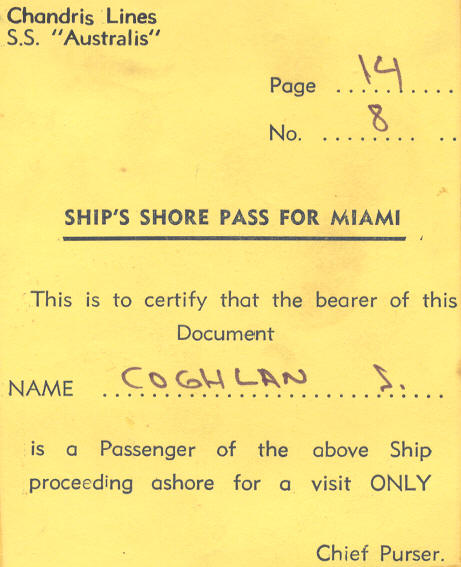 Chandris Lines
S.S. "Australis"
Page 14
No. 8
SHIP'S SHORE PASS FOR MIAMI
This is to certify that the bearer of this
Document
NAME COGHLAN S.
is a Passenger of the above Ship
proceeding ashore for a visit ONLY
Chief Purser.